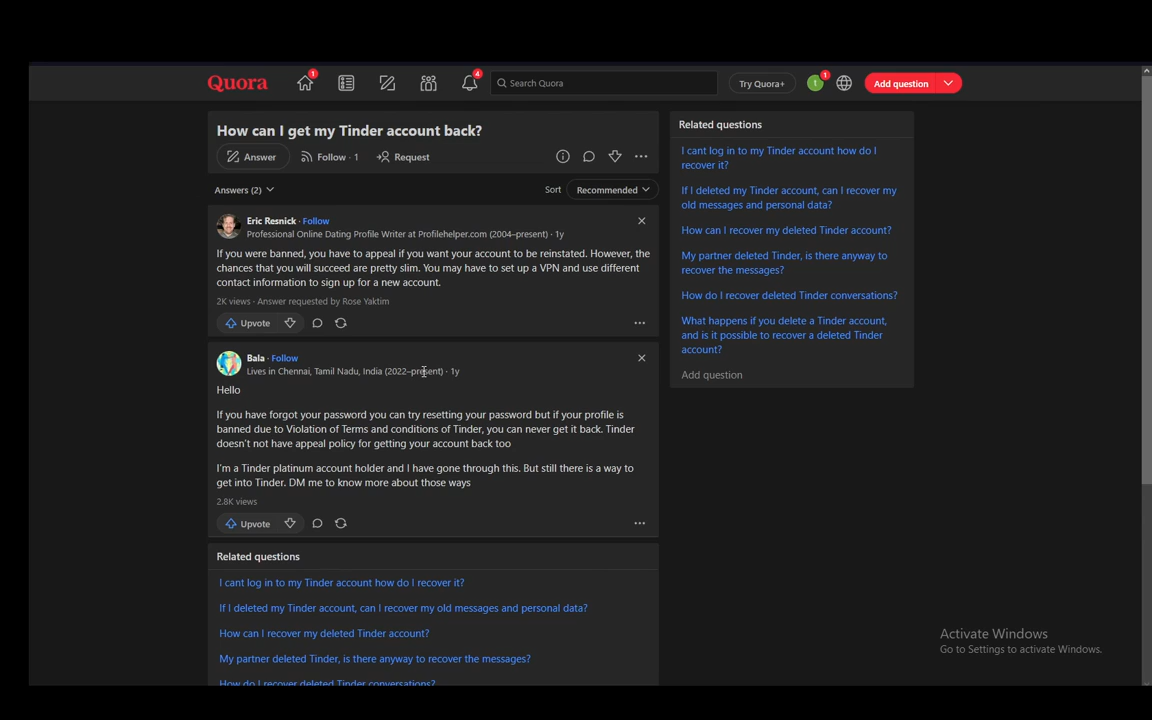 Quora
1
4
Search Quora
Try Quora+
t
1
Add question
How can I get my Tinder account back?
Answer
Follow · 1
Request
Answers (2)
Sort
Recommended
Eric Resnick · Follow
Professional Online Dating Profile Writer at Profilehelper.com (2004–present) · 1y
If you were banned, you have to appeal if you want your account to be reinstated. However, the
chances that you will succeed are pretty slim. You may have to set up a VPN and use different
contact information to sign up for a new account.
2K views · Answer requested by Rose Yaktim
Upvote
Bala · Follow
Lives in Chennai, Tamil Nadu, India (2022–present) · 1y
Hello
If you have forgot your password you can try resetting your password but if your profile is
banned due to Violation of Terms and conditions of Tinder, you can never get it back. Tinder
doesn't not have appeal policy for getting your account back too
I'm a Tinder platinum account holder and I have gone through this. But still there is a way to
get into Tinder. DM me to know more about those ways
2.8K views
Upvote
Related questions
I cant log in to my Tinder account how do I recover it?
If I deleted my Tinder account, can I recover my old messages and personal data?
How can I recover my deleted Tinder account?
My partner deleted Tinder, is there anyway to recover the messages?
How do I recover deleted Tinder conversations?
Related questions
I cant log in to my Tinder account how do I
recover it?
If I deleted my Tinder account, can I recover my
old messages and personal data?
How can I recover my deleted Tinder account?
My partner deleted Tinder, is there anyway to
recover the messages?
How do I recover deleted Tinder conversations?
What happens if you delete a Tinder account,
and is it possible to recover a deleted Tinder
account?
Add question
Activate Windows
Go to Settings to activate Windows.